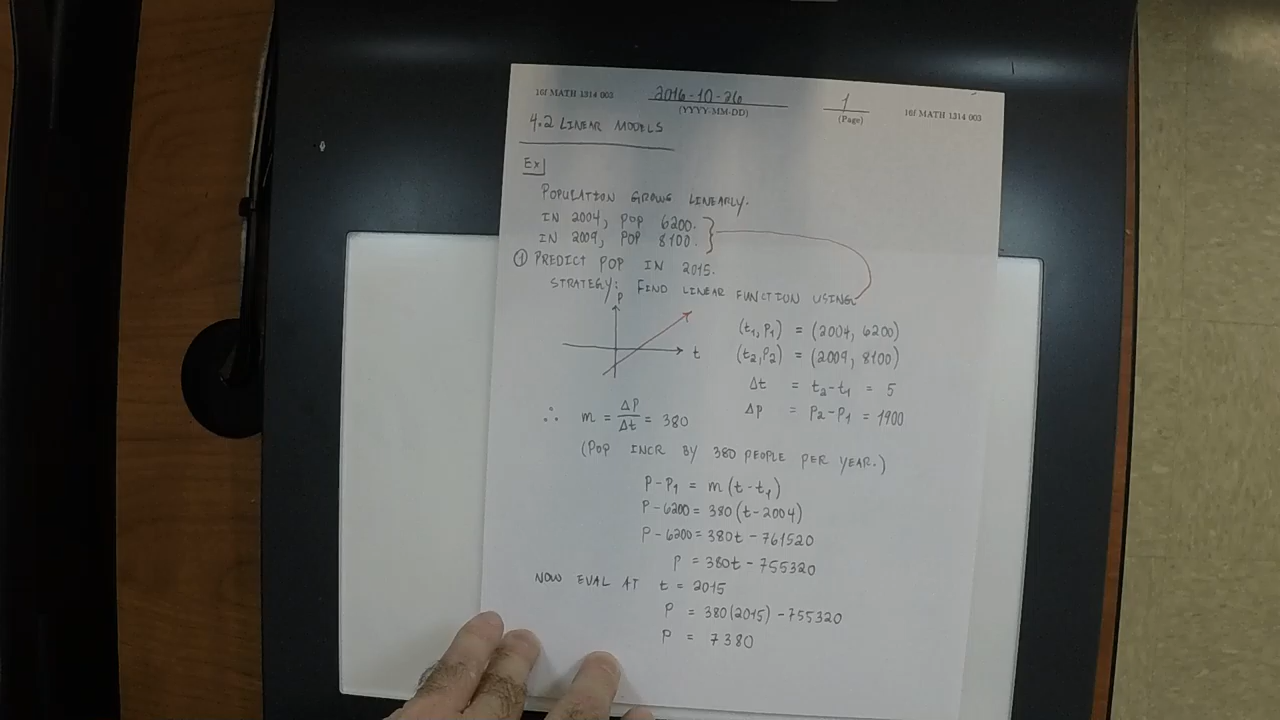 16f MATH 1314 003 2016-10-26 1 16f MATH 1314 003
(YYYY-MM-DD) (Page)
4.2 LINEAR MODELS
Ex
POPULATION GROWS LINEARLY.
IN 2004, POP 6200.
IN 2009, POP 8100.
① PREDICT POP IN 2015.
STRATEGY: FIND LINEAR FUNCTION USING
P
t
(t₁, P₁) = (2004, 6200)
(t₂, P₂) = (2009, 8100)
Δt = t₂-t₁ = 5
ΔP = P₂-P₁ = 1900
∴ m = ΔP/Δt = 380
(POP INCR BY 380 PEOPLE PER YEAR.)
P-P₁ = m(t-t₁)
P-6200 = 380(t-2004)
P-6200 = 380t - 761520
P = 380t - 755320
NOW EVAL AT t = 2015
P = 380(2015) - 755320
P = 7380